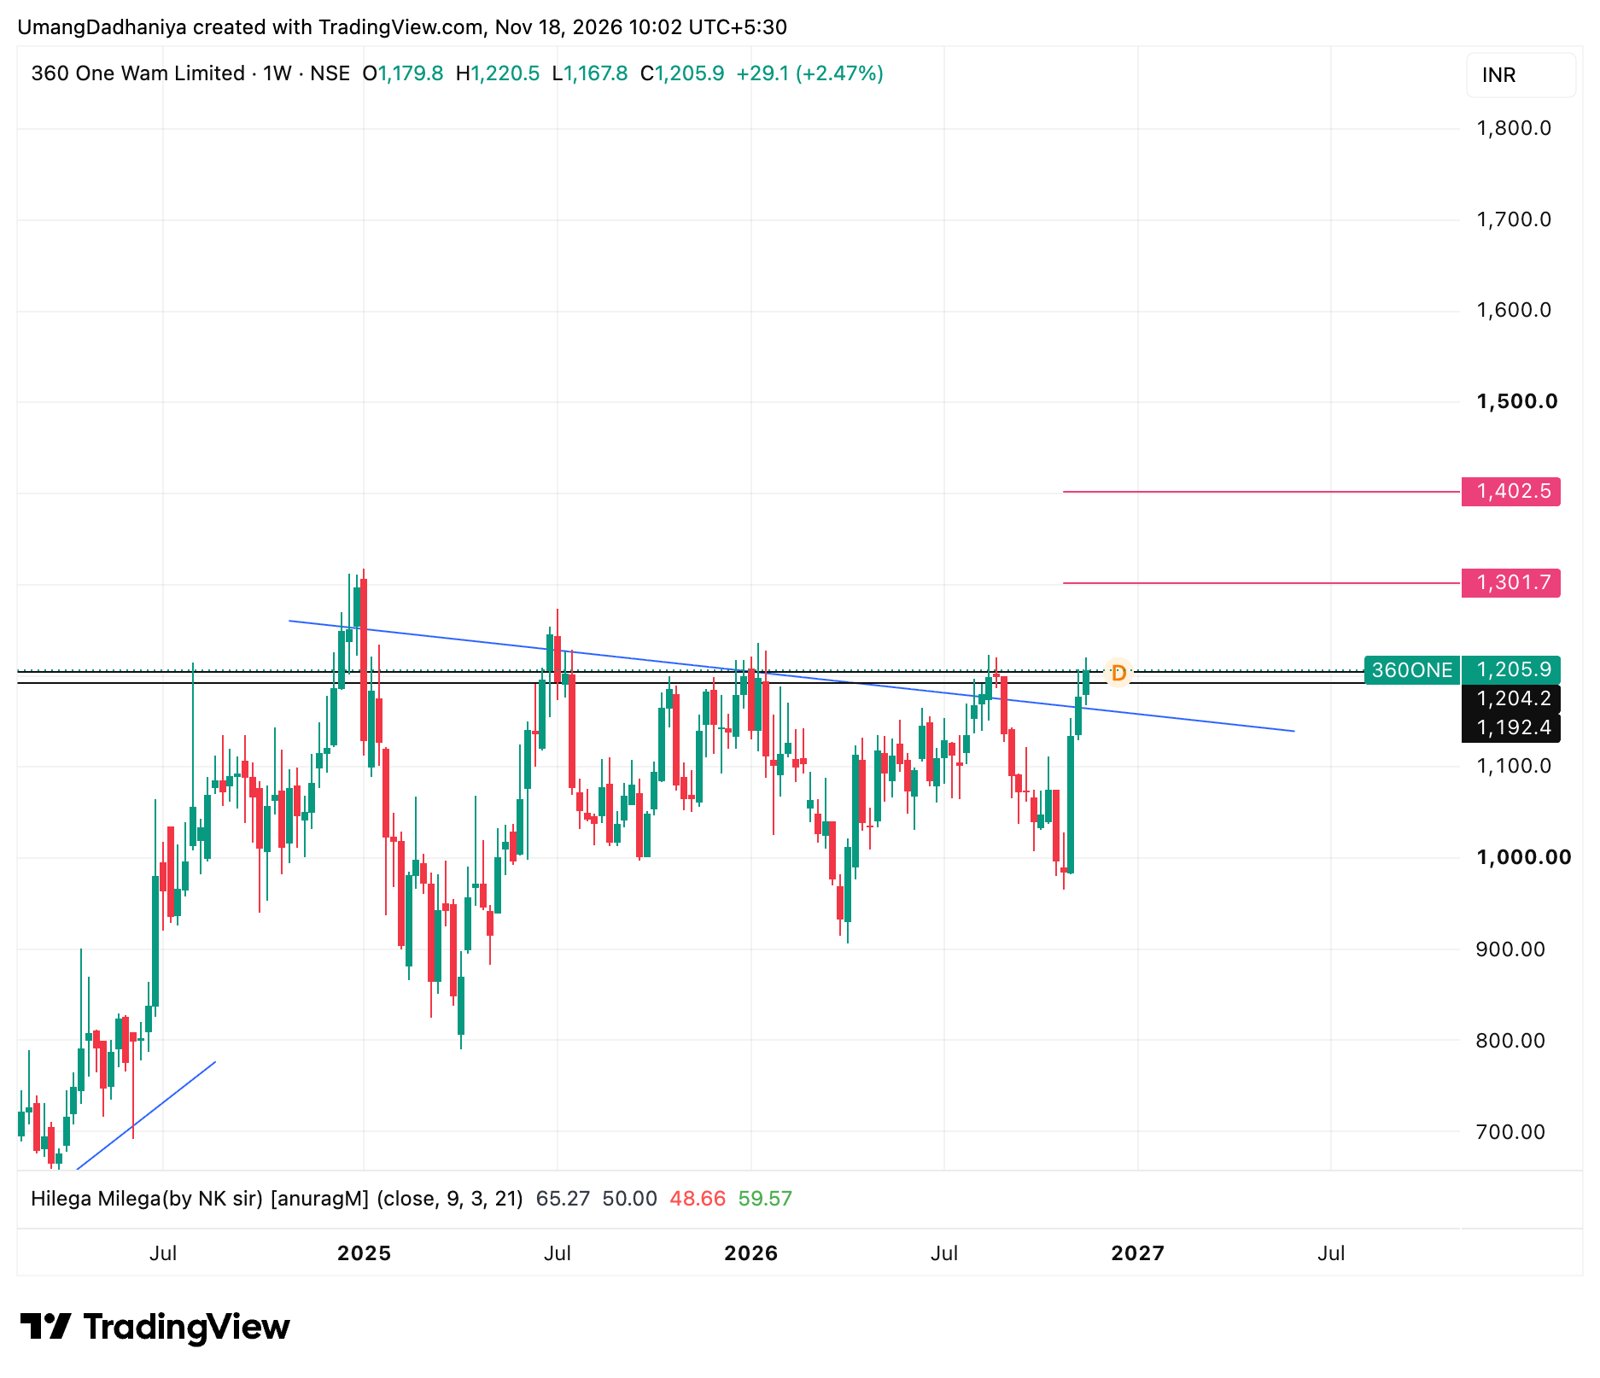 UmangDadhaniya created with TradingView.com, Nov 18, 2026 10:02 UTC+5:30
360 One Wam Limited · 1W · NSE O1,179.8 H1,220.5 L1,167.8 C1,205.9 +29.1 (+2.47%)
INR
1,800.0
1,700.0
1,600.0
1,500.0
1,402.5
1,301.7
D
360ONE 1,205.9
1,204.2
1,192.4
1,100.0
1,000.00
900.00
800.00
700.00
Hilega Milega(by NK sir) [anuragM] (close, 9, 3, 21) 65.27 50.00 48.66 59.57
Jul 2025 Jul 2026 Jul 2027 Jul
TradingView